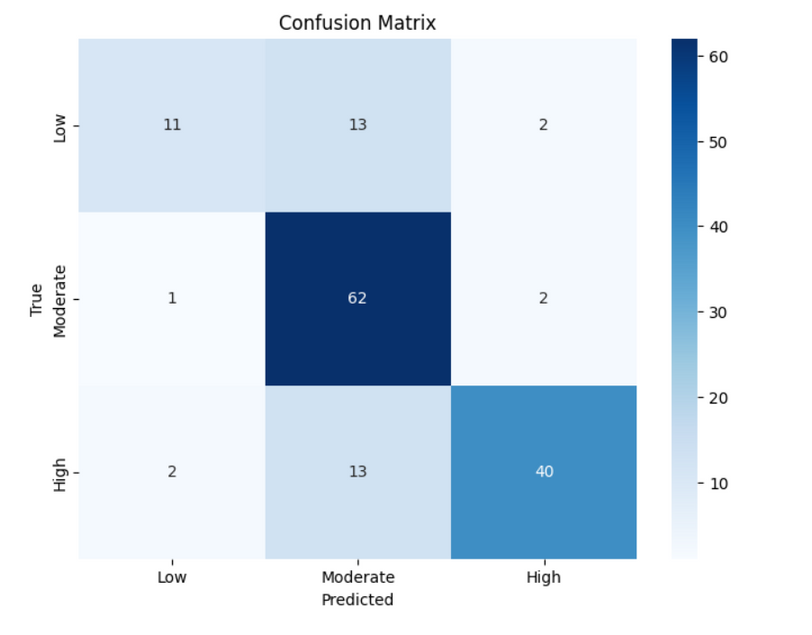 Confusion Matrix
Low
11
13
2
60
50
40
30
20
10
True
Moderate
1
62
2
High
2
13
40
Low
Moderate
High
Predicted